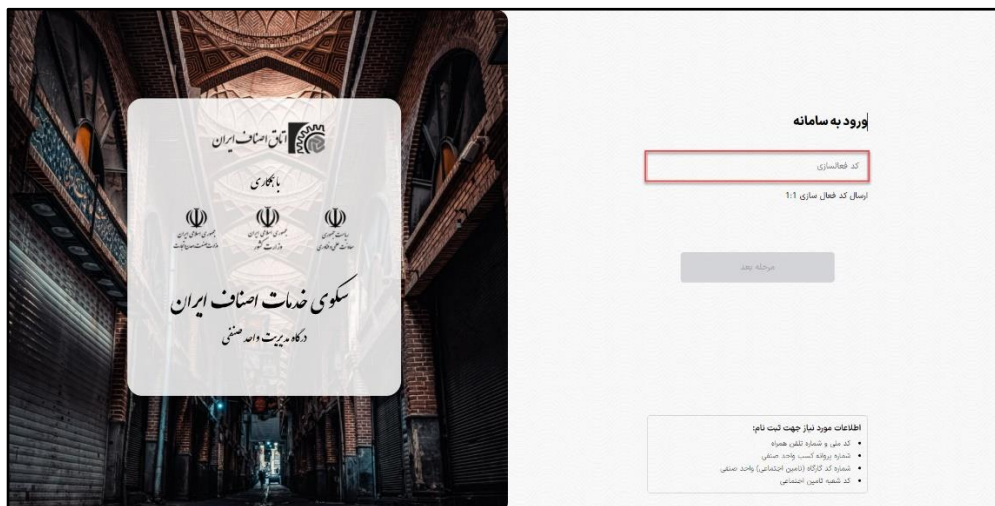 اتاق اصناف ایران
با همکاری
ریاست جمهوری
معاونت علمی و فناوری
جمهوری اسلامی ایران
وزارت کشور
جمهوری اسلامی ایران
وزارت صنعت، معدن و تجارت
سکوی خدمات اصناف ایران
درگاه مدیریت واحد صنفی
ورود به سامانه
کد فعالسازی
ارسال کد فعال سازی 1:1
مرحله بعد
اطلاعات مورد نیاز جهت ثبت نام:
کد ملی و شماره تلفن همراه
شماره پروانه کسب واحد صنفی
شماره کد کارگاه (تامین اجتماعی) واحد صنفی
کد شعبه تامین اجتماعی